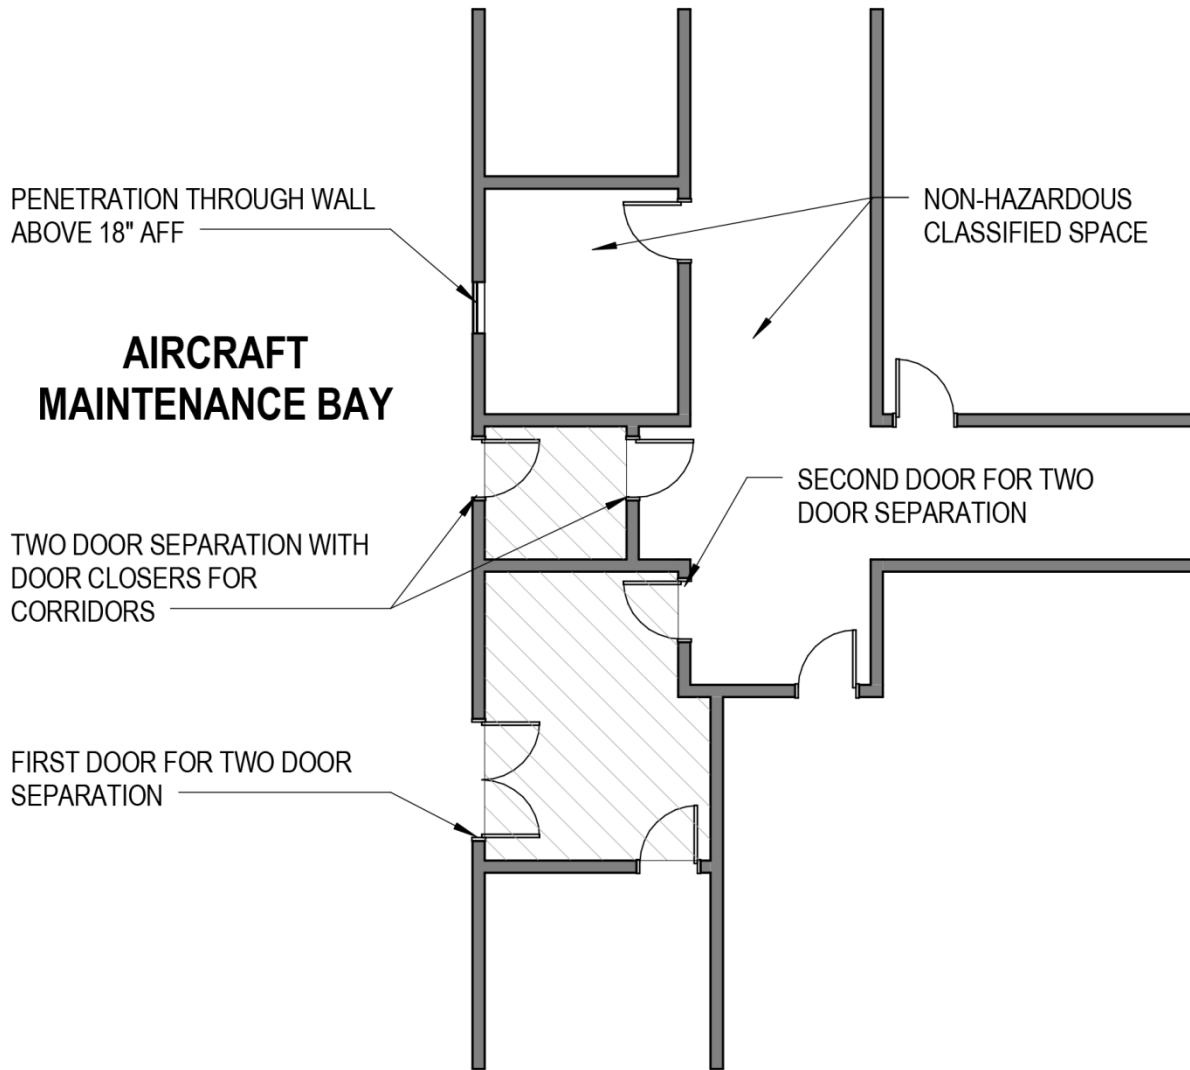 PENETRATION THROUGH WALL
ABOVE 18" AFF
NON-HAZARDOUS
CLASSIFIED SPACE
AIRCRAFT
MAINTENANCE BAY
SECOND DOOR FOR TWO
DOOR SEPARATION
TWO DOOR SEPARATION WITH
DOOR CLOSERS FOR
CORRIDORS
FIRST DOOR FOR TWO DOOR
SEPARATION